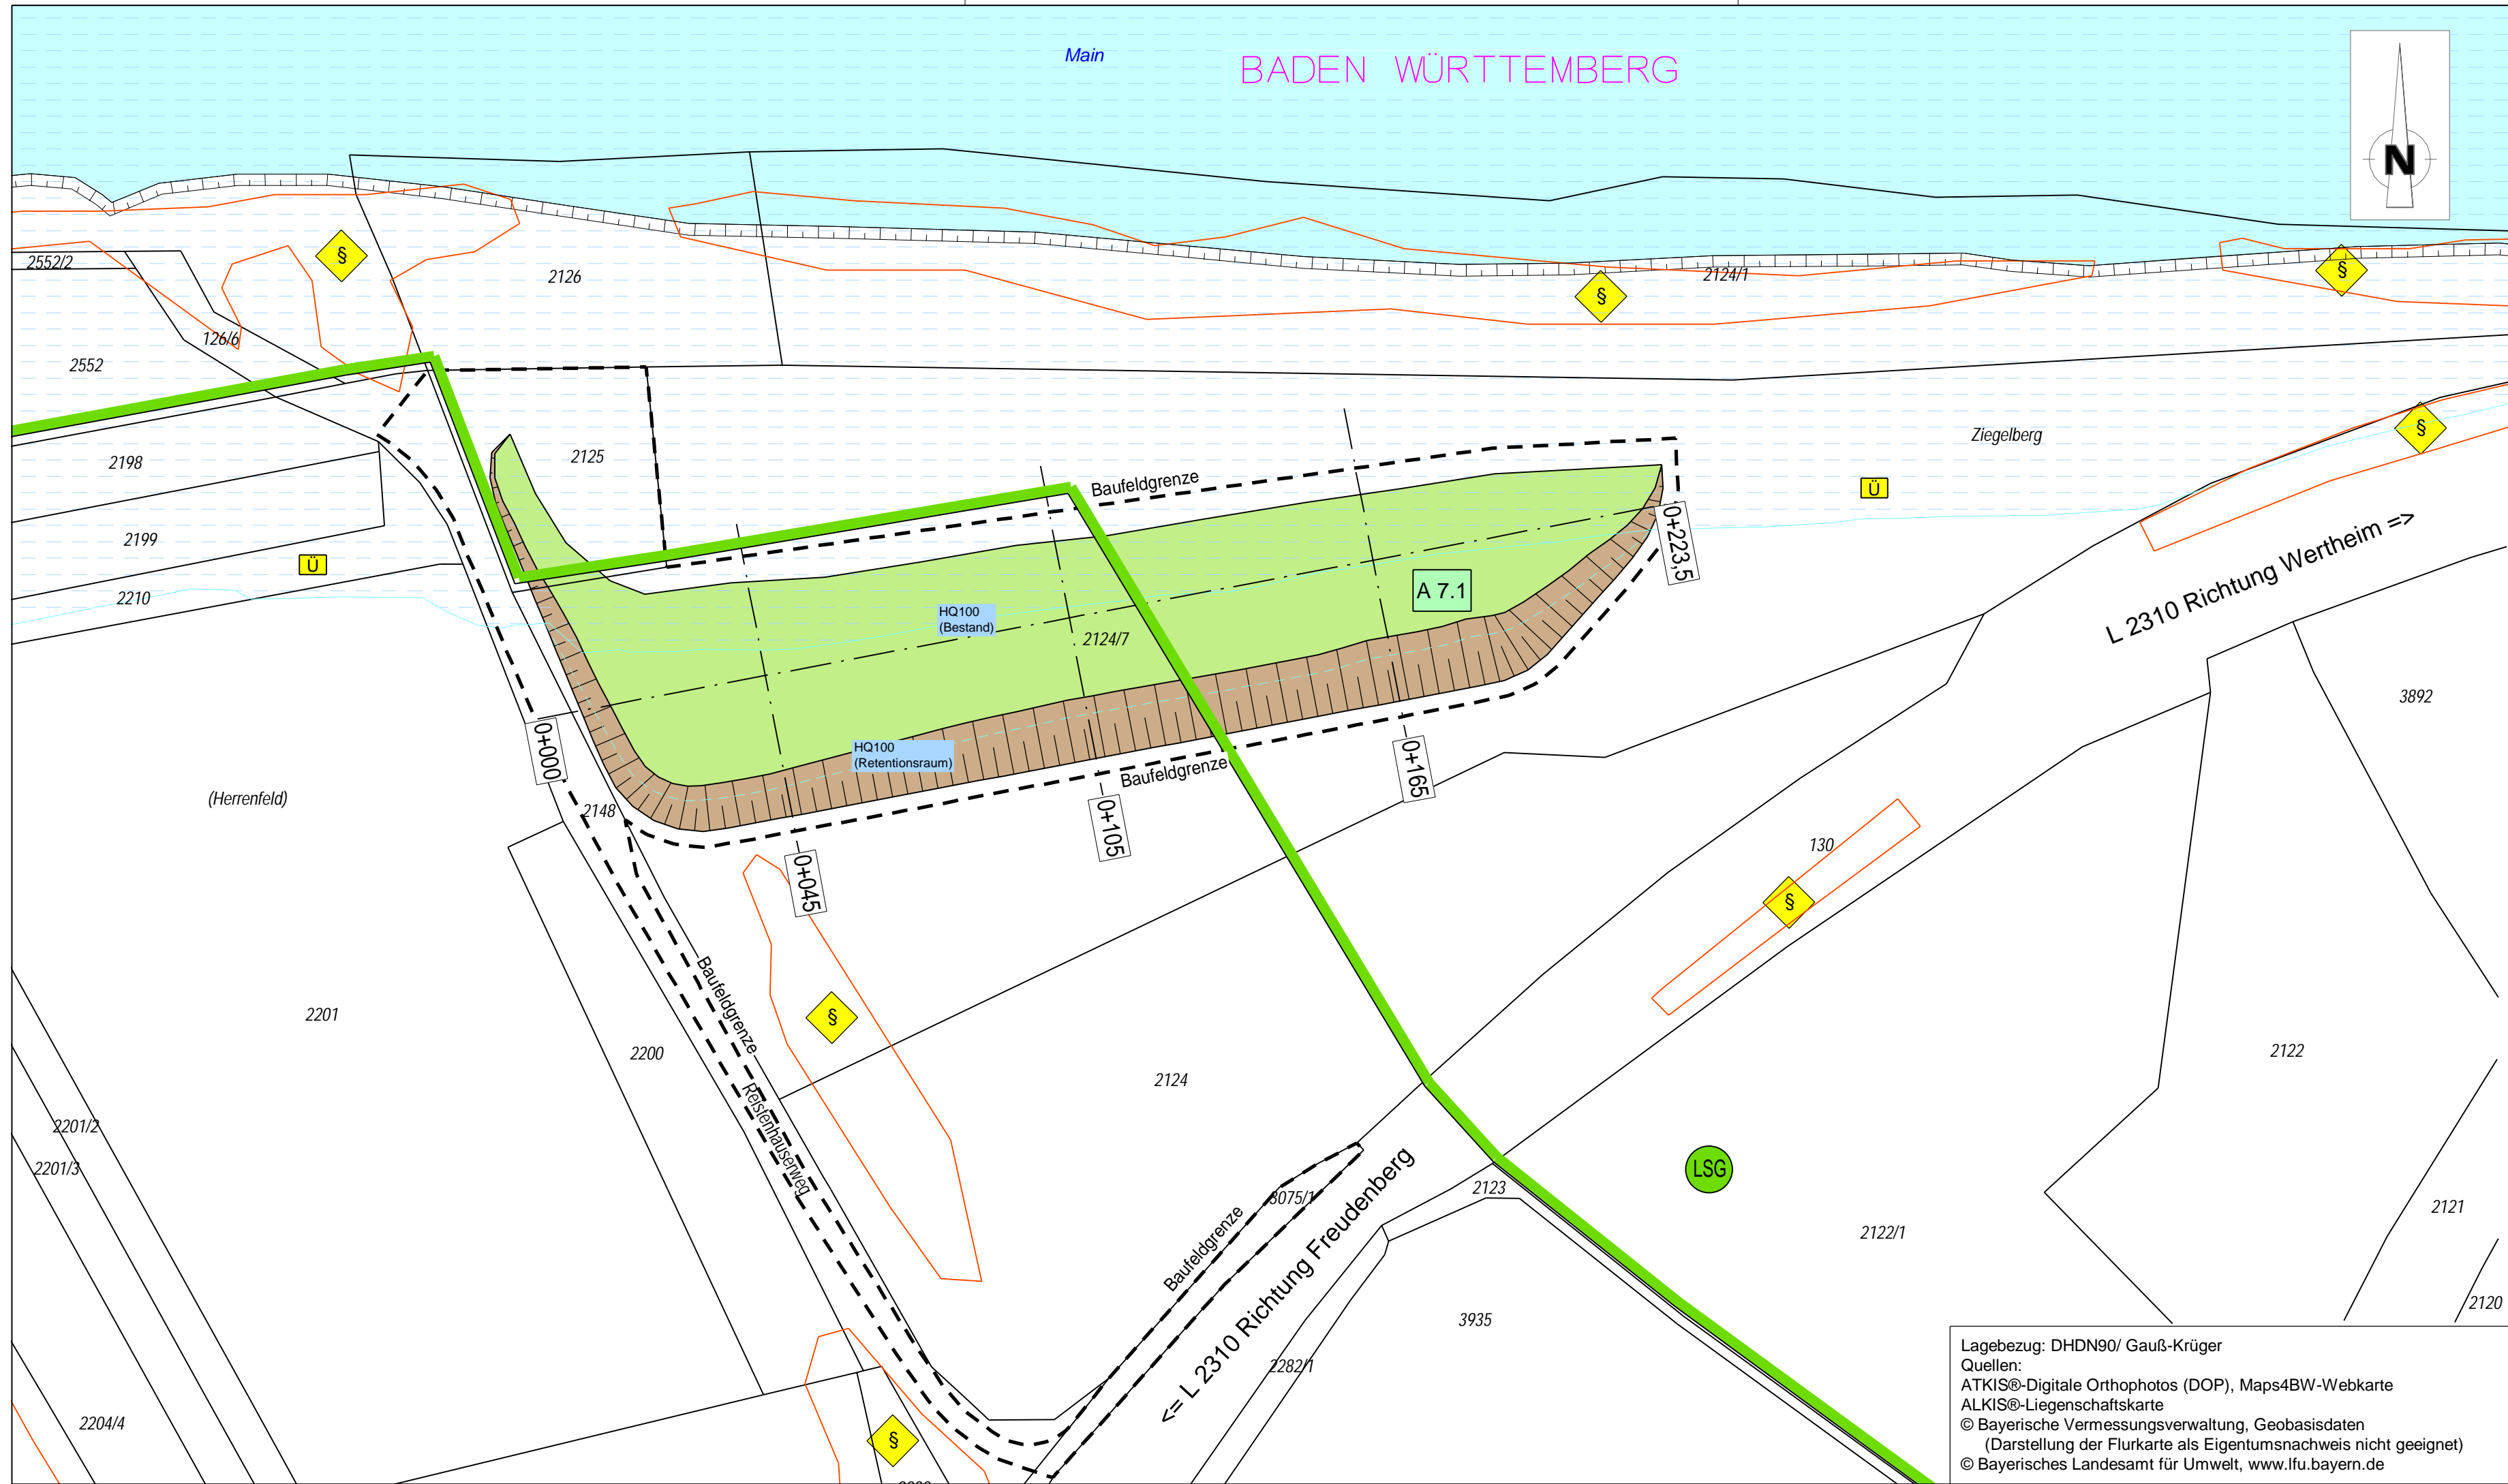 Main
BADEN WÜRTTEMBERG
N
§
§
§
§
§
§
§
2552/2
126/6
2552
2126
2124/1
2198
2125
Ziegelberg
Ü
2199
Ü
2210
Baufeldgrenze
0+223,5
L 2310 Richtung Wertheim =>
A 7.1
HQ100
(Bestand)
2124/7
3892
0+000
HQ100
(Retentionsraum)
Baufeldgrenze
0+165
(Herrenfeld)
2148
0+105
0+045
130
2201
Baufeldgrenze
2200
2124
2122
Reistenhäuserweg
2201/2
2201/3
LSG
2123
3075/1
Baufeldgrenze
<= L 2310 Richtung Freudenberg
2122/1
2121
2120
3935
2282/1
2204/4
Lagebezug: DHDN90/ Gauß-Krüger
Quellen:
ATKIS®-Digitale Orthophotos (DOP), Maps4BW-Webkarte
ALKIS®-Liegenschaftskarte
© Bayerische Vermessungsverwaltung, Geobasisdaten
(Darstellung der Flurkarte als Eigentumsnachweis nicht geeignet)
© Bayerisches Landesamt für Umwelt, www.lfu.bayern.de